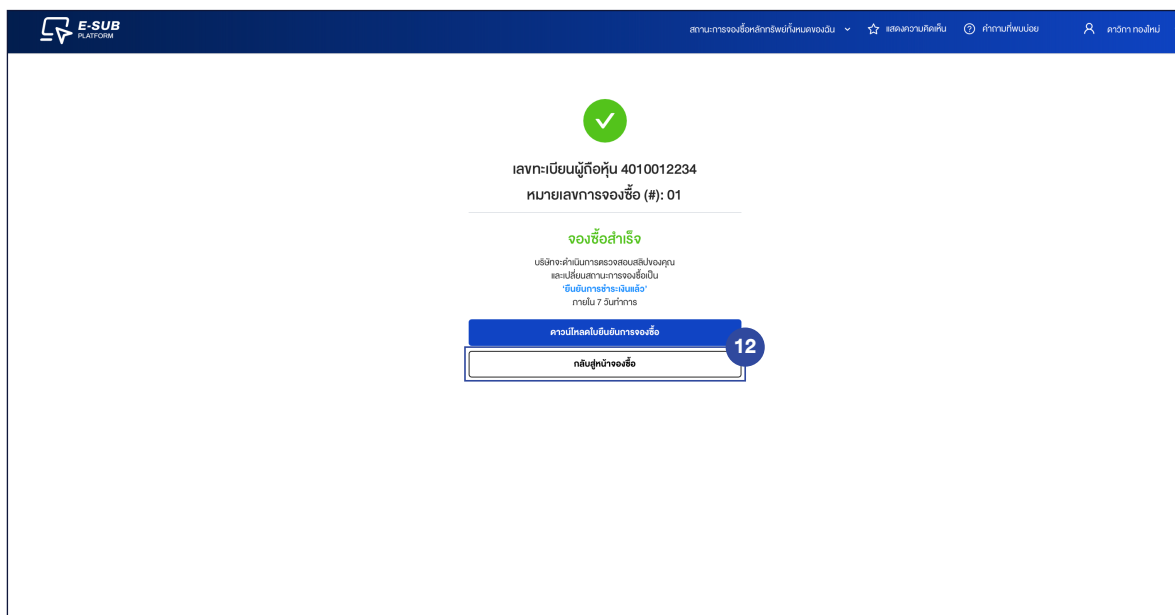 E-SUB
PLATFORM
สถานะการจองซื้อหลักทรัพย์ทั้งหมดของฉัน
แสดงความคิดเห็น
คำถามที่พบบ่อย
ดาวิกา ทองใหม่
เลขทะเบียนผู้ถือหุ้น 4010012234
หมายเลขการจองซื้อ (#): 01
จองซื้อสำเร็จ
บริษัทจะดำเนินการตรวจสอบสลิปของคุณ
และเปลี่ยนสถานะการจองซื้อเป็น
'ยืนยันการชำระเงินแล้ว'
ภายใน 7 วันทำการ
ดาวน์โหลดใบยืนยันการจองซื้อ
12
กลับสู่หน้าจองซื้อ